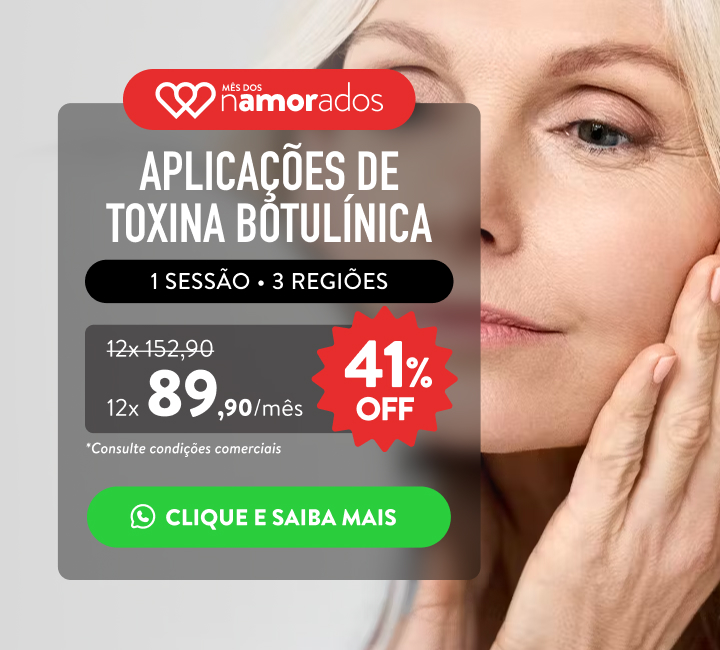 MÊS DOS
namorados
APLICAÇÕES DE
TOXINA BOTULÍNICA
1 SESSÃO • 3 REGIÕES
12x 152,90
12x 89,90/mês
41%
OFF
*Consulte condições comerciais
CLIQUE E SAIBA MAIS